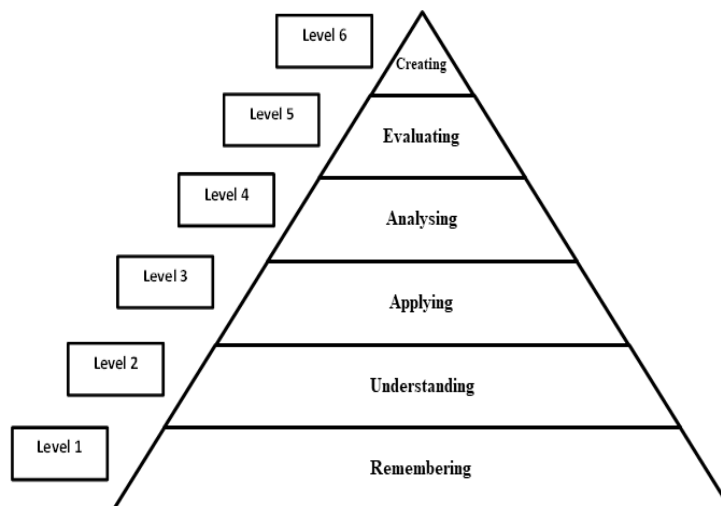 Level 6
Creating
Level 5
Evaluating
Level 4
Analysing
Level 3
Applying
Level 2
Understanding
Level 1
Remembering